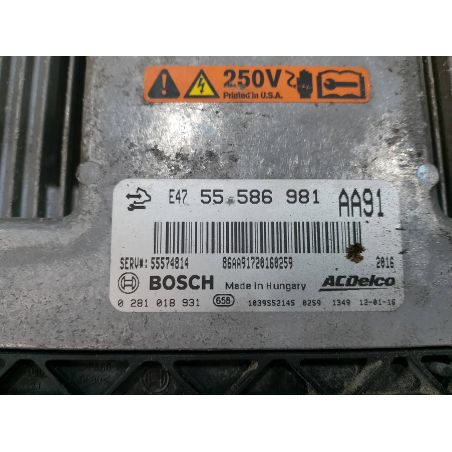 250V
Printed in U.S.A.
E47 55 586 981 AA91
SERV#: 55574814 86AA91720160259 2016
BOSCH Made in Hungary ACDelco
0 281 018 931 658 1039S52145 0259 1349 12-01-16